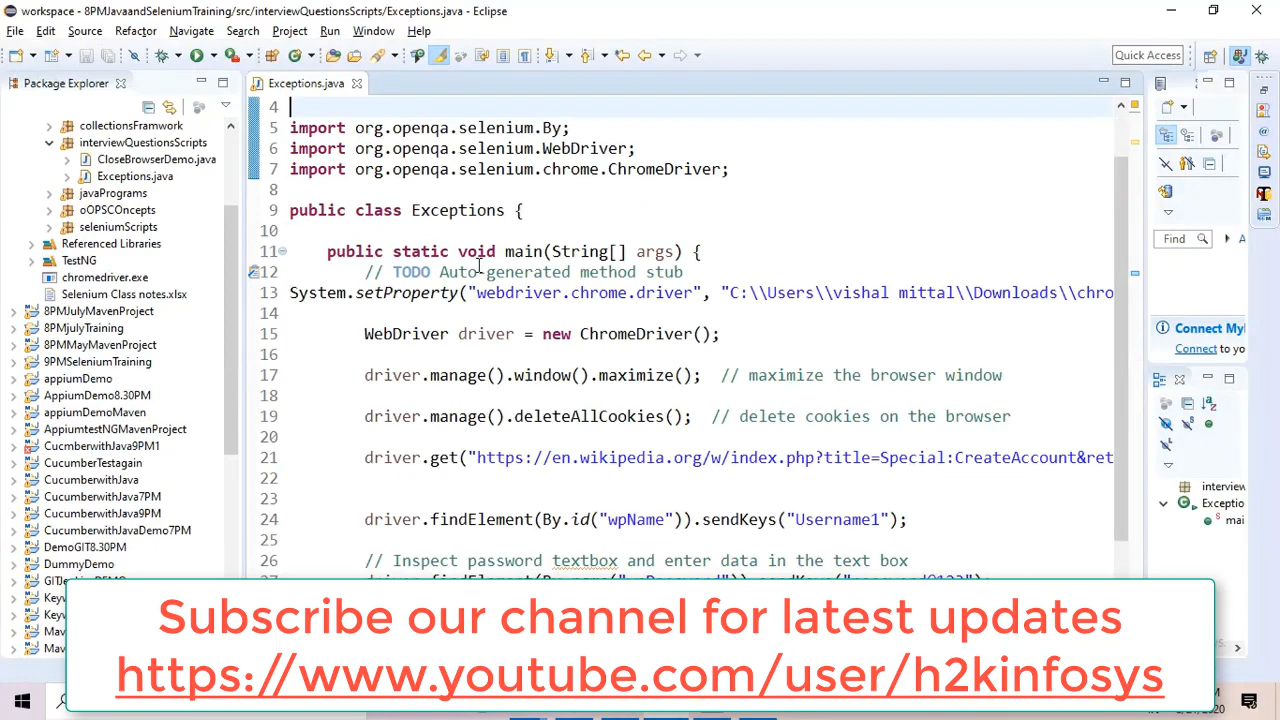 workspace - 8PMJavaandSeleniumTraining/src/interviewQuestionsScripts/Exceptions.java - Eclipse
File Edit Source Refactor Navigate Search Project Run Window Help
Quick Access
Package Explorer
collectionsFramwork
interviewQuestionsScripts
CloseBrowserDemo.java
Exceptions.java
javaPrograms
oOPSCOncepts
seleniumScripts
Referenced Libraries
TestNG
chromedriver.exe
Selenium Class notes.xlsx
8PMjulyMavenProject
8PMjulyTraining
8PMMayMavenProject
9PMSeleniumTraining
appiumDemo
AppiumDemo8.30PM
appiumDemoMaven
AppiumtestNGMavenProject
CucmberwithJava9PM1
CucumberTestagain
CucumberwithJava
CucumberwithJava7PM
CucumberwithJava9PM
CucumberwithJavaDemo7PM
DemoGIT8.30PM
Exceptions.java
4
5 import org.openqa.selenium.By;
6 import org.openqa.selenium.WebDriver;
7 import org.openqa.selenium.chrome.ChromeDriver;
8
9 public class Exceptions {
10
11 public static void main(String[] args) {
12 // TODO Auto-generated method stub
13 System.setProperty("webdriver.chrome.driver", "C:\\Users\\vishal mittal\\Downloads\\chro
14
15 WebDriver driver = new ChromeDriver();
16
17 driver.manage().window().maximize(); // maximize the browser window
18
19 driver.manage().deleteAllCookies(); // delete cookies on the browser
20
21 driver.get("https://en.wikipedia.org/w/index.php?title=Special:CreateAccount&ret
22
23
24 driver.findElement(By.id("wpName")).sendKeys("Username1");
25
26 // Inspect password textbox and enter data in the text box
Find
A
Connect My
Connect to yo
interview
Exception
mai
Subscribe our channel for latest updates
https://www.youtube.com/user/h2kinfosys